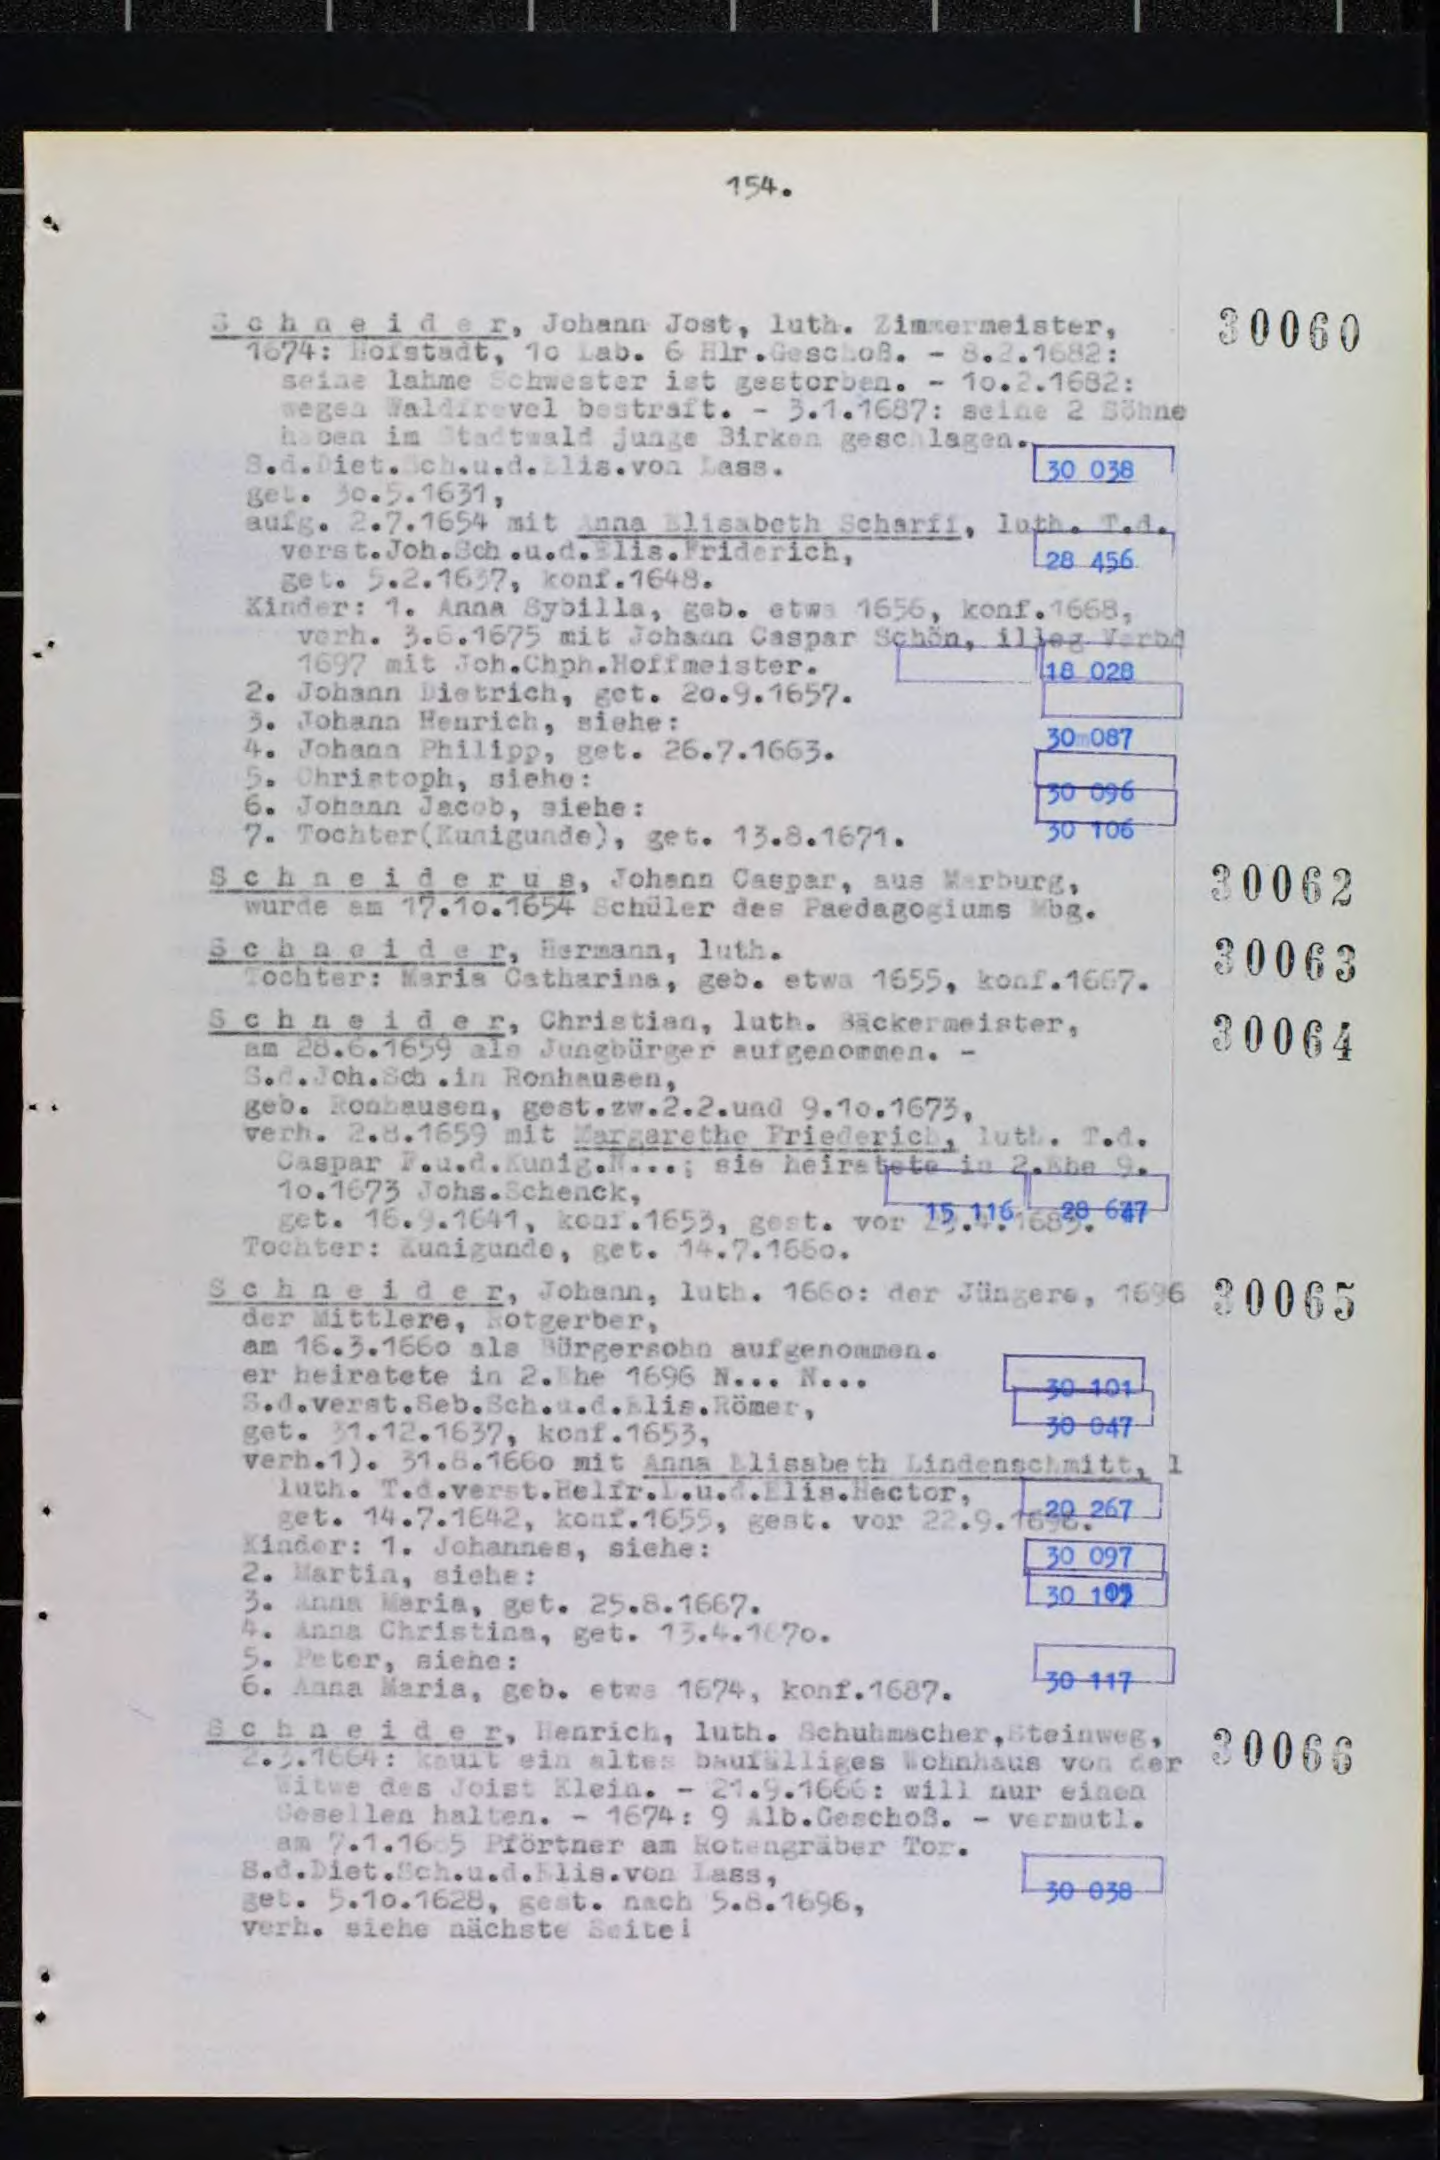 154.
S c h n e i d e r, Johann Jost, luth. Zimmermeister, 30060
1674: Hofstadt, 1o Lab. 6 Hlr.Geschoß. - 8.2.1682:
seine lahme Schwester ist gestorben. - 1o.2.1682:
wegen Waldfrevel bestraft. - 3.1.1687: seine 2 Söhne
haben im Stadtwald junge Birken geschlagen.
S.d.Diet.Sch.u.d.Elis.von Lass. 30 038
get. 3o.5.1631,
aufg. 2.7.1654 mit Anna Elisabeth Scharff, luth. T.d.
verst.Joh.Sch.u.d.Elis.Friderich, 28 456
get. 5.2.1637, konf.1648.
Kinder: 1. Anna Sybilla, geb. etwa 1656, konf.1668,
verh. 3.6.1675 mit Johann Caspar Schön, illeg Verbd
1697 mit Joh.Chph.Hoffmeister. 18 028
2. Johann Dietrich, get. 2o.9.1657.
3. Johann Henrich, siehe: 30 087
4. Johann Philipp, get. 26.7.1663.
5. Christoph, siehe: 30 096
6. Johann Jacob, siehe: 30 106
7. Tochter(Kunigunde), get. 13.8.1671.
S c h n e i d e r u s, Johann Caspar, aus Marburg, 30062
wurde am 17.1o.1654 Schüler des Paedagogiums Mbg.
S c h n e i d e r, Hermann, luth. 30063
Tochter: Maria Catharina, geb. etwa 1655, konf.1667.
S c h n e i d e r, Christian, luth. Bäckermeister, 30064
am 28.6.1659 als Jungbürger aufgenommen. -
S.d.Joh.Sch.in Ronhausen,
geb. Ronhausen, gest.zw.2.2.und 9.1o.1673,
verh. 2.8.1659 mit Margarethe Friederich, luth. T.d.
Caspar F.u.d.Kunig.N...; sie heiratete in 2.Ehe 9.
1o.1673 Johs.Schenck, 15 116 28 647
get. 16.9.1641, konf.1653, gest. vor
Tochter: Kunigunde, get. 14.7.166o.
S c h n e i d e r, Johann, luth. 166o: der Jüngere, 1696 30065
der Mittlere, Rotgerber,
am 16.3.166o als Bürgersohn aufgenommen.
er heiratete in 2.Ehe 1696 N... N... 30 101
S.d.verst.Seb.Sch.u.d.Elis.Römer, 30 047
get. 31.12.1637, konf.1653,
verh.1). 31.8.166o mit Anna Elisabeth Lindenschmitt, l
luth. T.d.verst.Helfr.L.u.d.Elis.Hector, 20 267
get. 14.7.1642, konf.1655, gest. vor 22.9.1696.
Kinder: 1. Johannes, siehe: 30 097
2. Martin, siehe:
3. Anna Maria, get. 25.8.1667.
4. Anna Christina, get. 13.4.167o.
5. Peter, siehe: 30 117
6. Anna Maria, geb. etwa 1674, konf.1687.
S c h n e i d e r, Henrich, luth. Schuhmacher,Steinweg, 30066
2.3.1664: kauft ein altes baufälliges Wohnhaus von der
Witwe des Joist Klein. - 21.9.1666: will nur einen
Gesellen halten. - 1674: 9 Alb.Geschoß. - vermutl.
am Pförtner am Rotengräber Tor.
S.d.Diet.Sch.u.d.Elis.von Lass, 30 038
get. 5.1o.1628, gest. nach 5.8.1696,
verh. siehe nächste Seite!